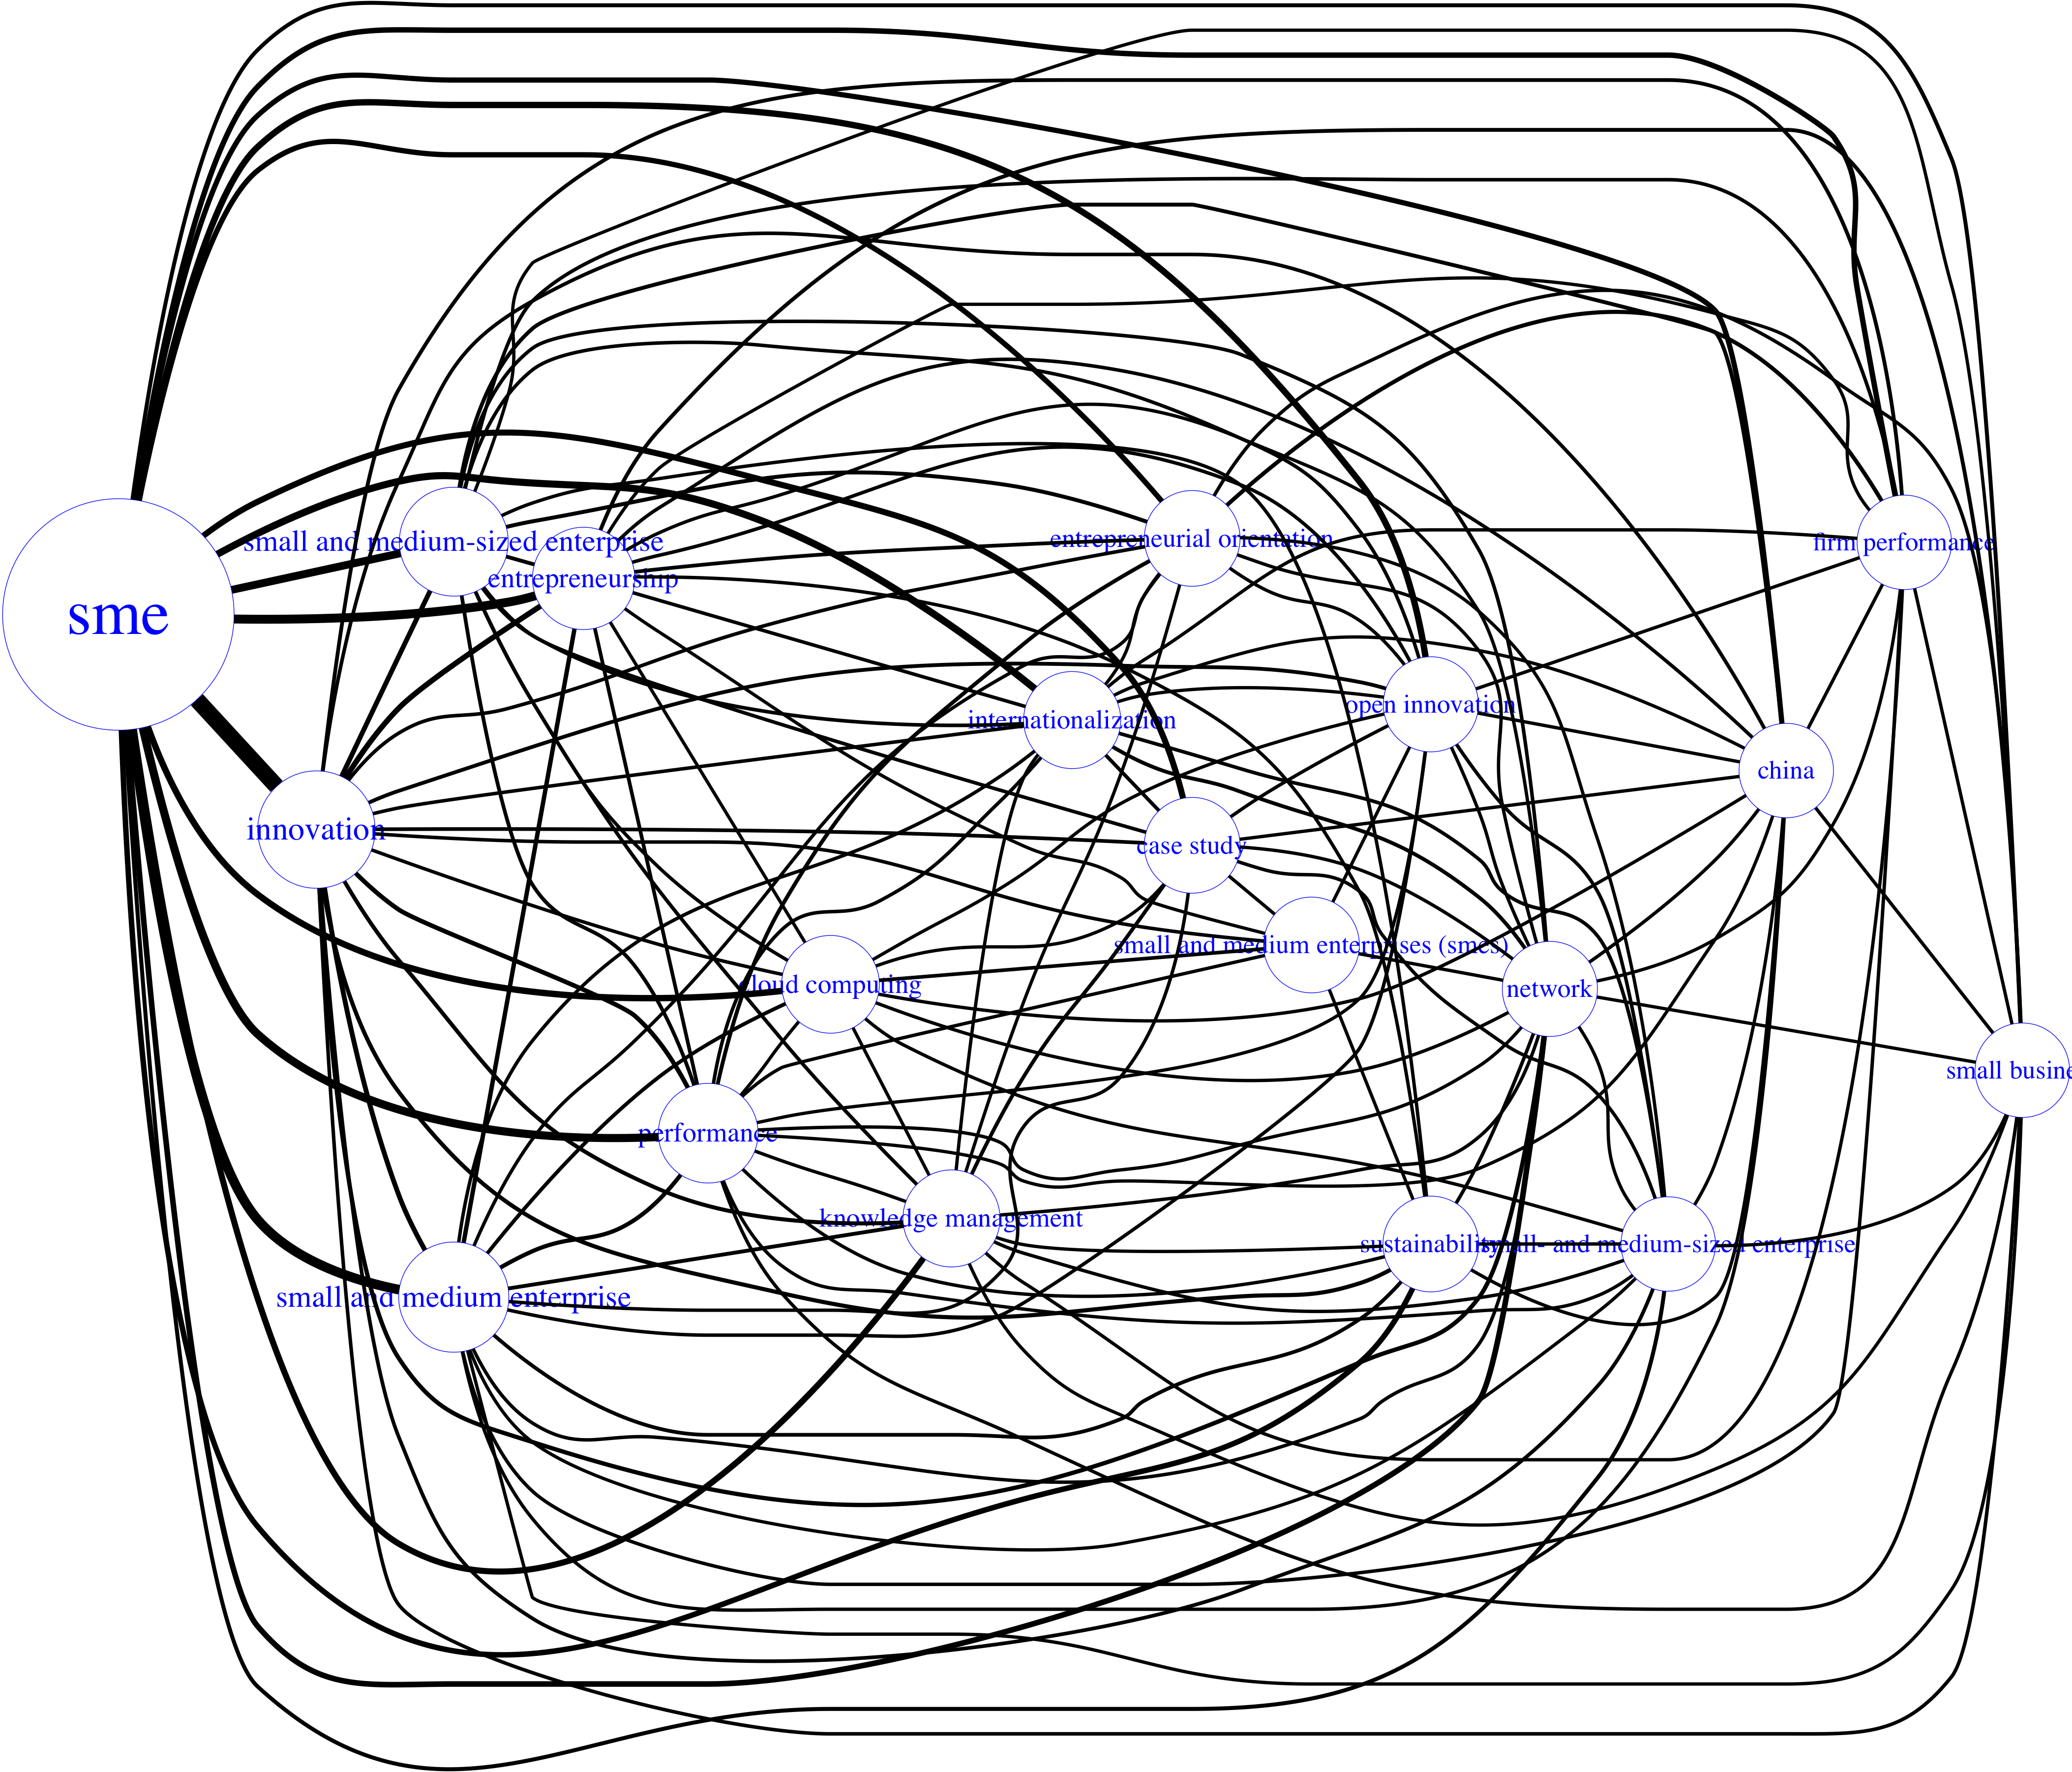 small and medium-sized enterprise
entrepreneurship
entrepreneurial orientation
firm performance
sme
internationalization
open innovation
china
innovation
case study
small and medium enterprises (smes)
cloud computing
network
small busine
performance
knowledge management
sustainability
small- and medium-sized enterprise
small and medium enterprise